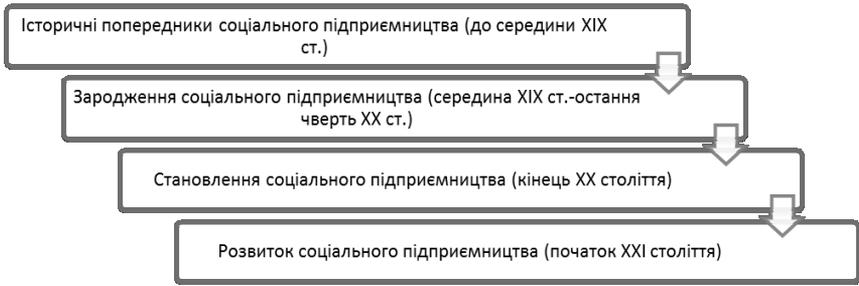 Історичні попередники соціального підприємництва (до середини XIX
ст.)
Зародження соціального підприємництва (середина XIX ст.-остання
чверть XX ст.)
Становлення соціального підприємництва (кінець XX століття)
Розвиток соціального підприємництва (початок XXI століття)